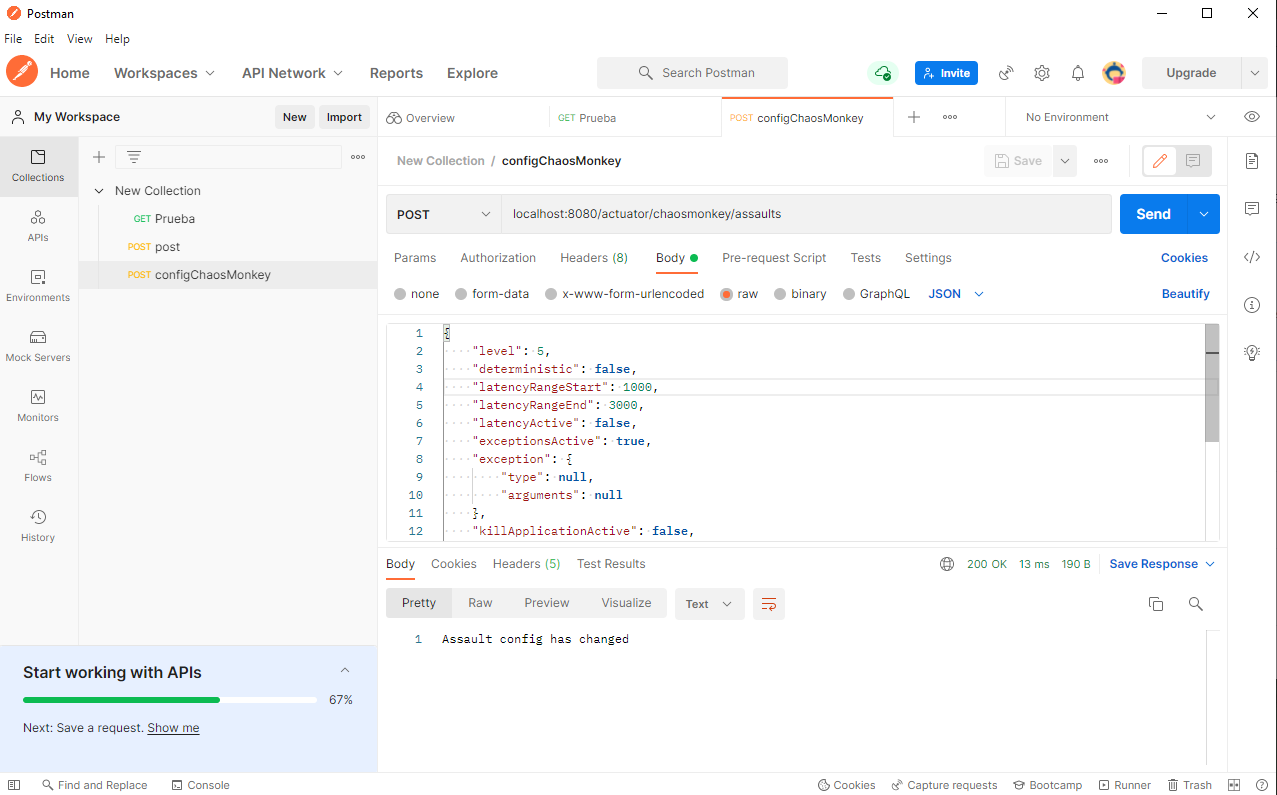 Postman
File Edit View Help
Home Workspaces API Network Reports Explore Search Postman Invite Upgrade
My Workspace New Import
Overview GET Prueba POST configChaosMonkey No Environment
Collections
APIs
Environments
Mock Servers
Monitors
Flows
History
New Collection
GET Prueba
POST post
POST configChaosMonkey
New Collection / configChaosMonkey Save
POST localhost:8080/actuator/chaosmonkey/assaults Send
Params Authorization Headers (8) Body Pre-request Script Tests Settings Cookies
none form-data x-www-form-urlencoded raw binary GraphQL JSON Beautify
1 {
2 "level": 5,
3 "deterministic": false,
4 "latencyRangeStart": 1000,
5 "latencyRangeEnd": 3000,
6 "latencyActive": false,
7 "exceptionsActive": true,
8 "exception": {
9 "type": null,
10 "arguments": null
11 },
12 "killApplicationActive": false,
Body Cookies Headers (5) Test Results 200 OK 13 ms 190 B Save Response
Pretty Raw Preview Visualize Text
1 Assault config has changed
Start working with APIs
67%
Next: Save a request. Show me
Find and Replace Console Cookies Capture requests Bootcamp Runner Trash